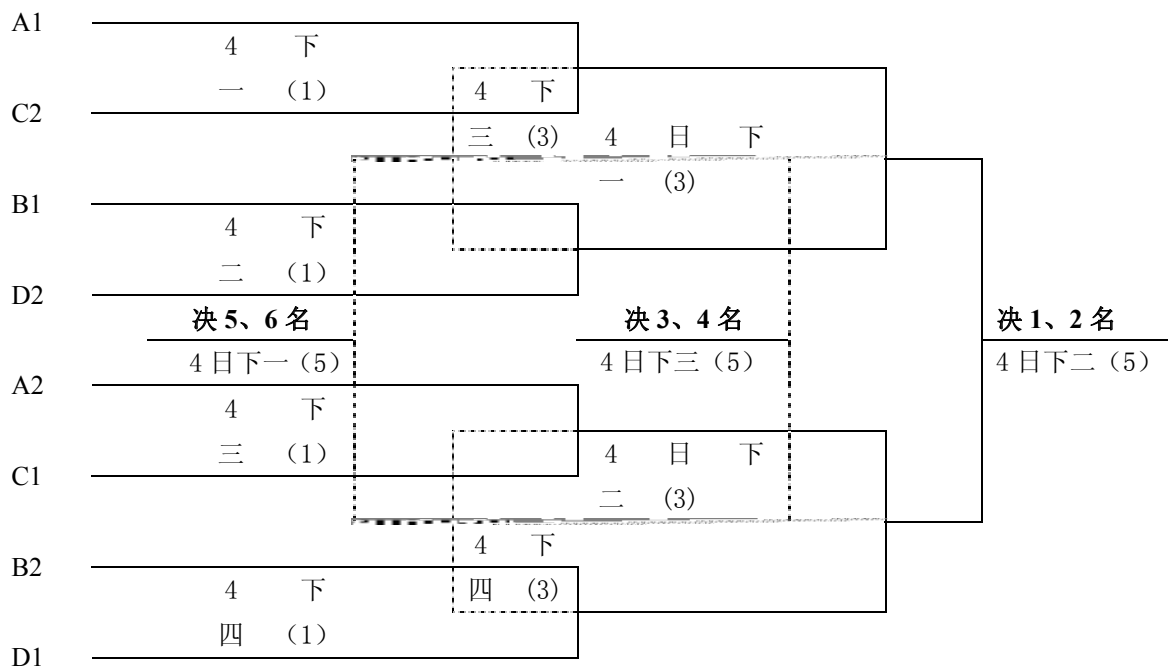 A1
4 下
一 （1）
C2
4 下
三 (3)
4 日 下
一 (3)
B1
4 下
二 （1）
D2
决 5、6 名
4 日下一（5）
决 3、4 名
4 日下三（5）
决 1、2 名
4 日下二（5）
A2
4 下
三 （1）
C1
4 日 下
二 (3)
4 下
四 (3)
B2
4 下
四 （1）
D1